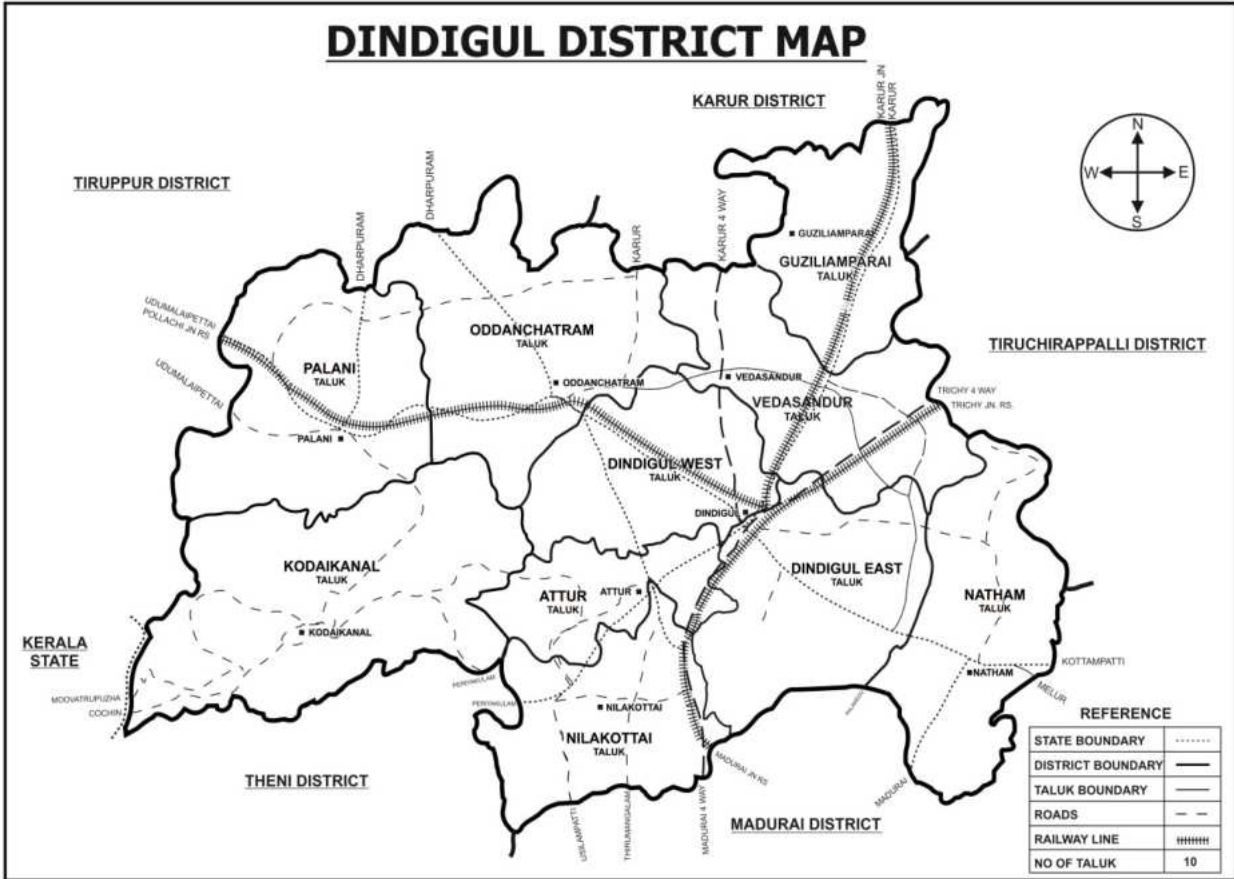 DINDIGUL DISTRICT MAP
KARUR DISTRICT
KARUR JN
KARUR
N
W
E
S
TIRUPPUR DISTRICT
DHARPURAM
DHARPURAM
KARUR
KARUR 4 WAY
GUZILIAMPARAI
GUZILIAMPARAI
TALUK
UDUMALAIPETTAI
POLLACHI JN RS
UDUMALAIPETTAI
ODDANCHATRAM
TALUK
TIRUCHIRAPPALLI DISTRICT
PALANI
TALUK
ODDANCHATRAM
VEDASANDUR
VEDASANDUR
TALUK
TRICHY 4 WAY
TRICHY JN. RS.
PALANI
DINDIGUL WEST
TALUK
DINDIGUL
KODAIKANAL
TALUK
DINDIGUL EAST
TALUK
ATTUR
TALUK
ATTUR
NATHAM
TALUK
KODAIKANAL
KERALA
STATE
KOTTAMPATTI
NATHAM
MELUR
PERIYAKULAM
PERIYAKULAM
MOOVATRUPUZHA
COCHIN
NILAKOTTAI
NILAKOTTAI
TALUK
MADURAI JN RS
MADURAI
THENI DISTRICT
USILAMPATTI
THIRUMANGALAM
MADURAI 4 WAY
MADURAI DISTRICT
REFERENCE
STATE BOUNDARY
DISTRICT BOUNDARY
TALUK BOUNDARY
ROADS
RAILWAY LINE
NO OF TALUK 10